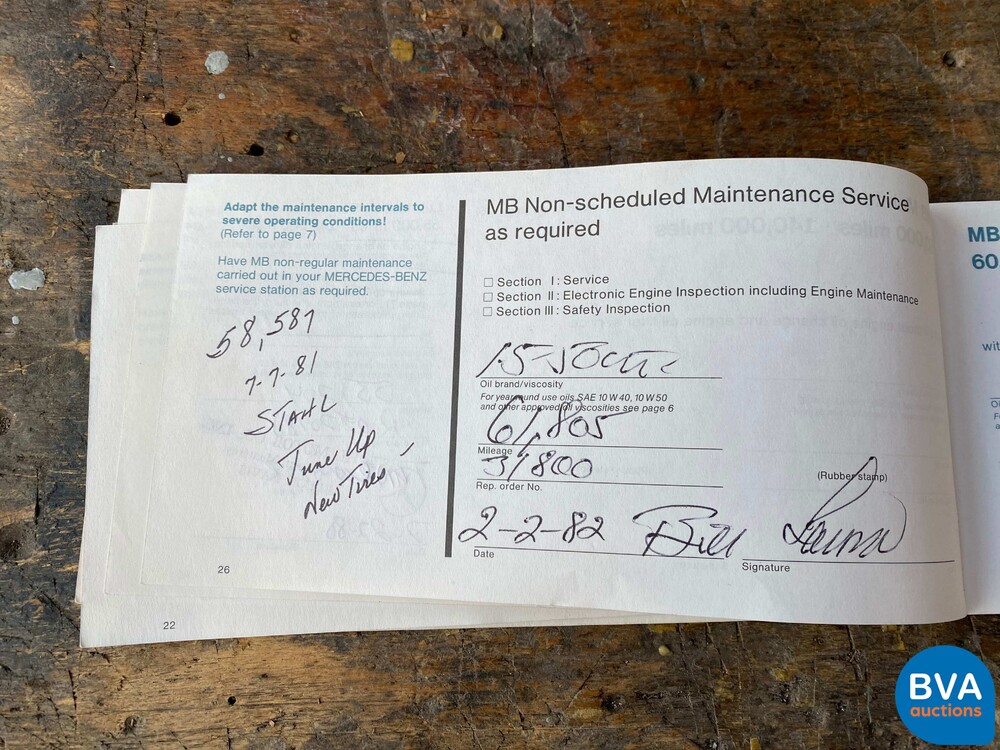 Adapt the maintenance intervals to
severe operating conditions!
(Refer to page 7)
Have MB non-regular maintenance
carried out in your MERCEDES-BENZ
service station as required.
58,587
7-7-81
STAHL
Tune Up
New Tires
26
22
MB Non-scheduled Maintenance Service
as required
Section I: Service
Section II: Electronic Engine Inspection including Engine Maintenance
Section III: Safety Inspection
Oil brand/viscosity
For year round use oils SAE 10 W 40, 10 W 50
and other approved oil viscosities see page 6
61,805
Mileage
31800
Rep. order No.
(Rubber stamp)
2-2-82 Bill
Date
Signature
MB
60
wit
BVA
auctions